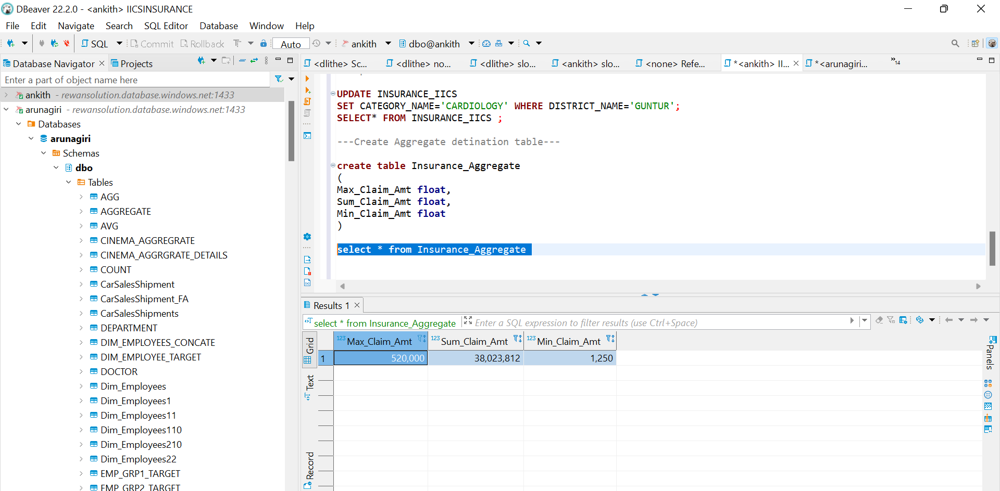 DBeaver 22.2.0 - <ankith> IICSINSURANCE
File Edit Navigate Search SQL Editor Database Window Help
SQL Commit Rollback Auto ankith dbo@ankith
Database Navigator Projects
Enter a part of object name here
ankith - rewansolution.database.windows.net:1433
arunagiri - rewansolution.database.windows.net:1433
Databases
arunagiri
Schemas
dbo
Tables
AGG
AGGREGATE
AVG
CINEMA_AGGREGRATE
CINEMA_AGGRGRATE_DETAILS
COUNT
CarSalesShipment
CarSalesShipment_FA
CarSalesShipments
DEPARTMENT
DIM_EMPLOYEES_CONCATE
DIM_EMPLOYEE_TARGET
DOCTOR
Dim_Employees
Dim_Employees1
Dim_Employees11
Dim_Employees110
Dim_Employees210
Dim_Employees22
EMP_GRP1_TARGET
EMP_GRP2_TARGET
<dlithe> Sc... <dlithe> no... <dlithe> slo... <ankith> slo... <none> Refe... *<ankith> II... *<arunagiri... »14
UPDATE INSURANCE_IICS
SET CATEGORY_NAME='CARDIOLOGY' WHERE DISTRICT_NAME='GUNTUR';
SELECT* FROM INSURANCE_IICS ;
---Create Aggregate detination table---
create table Insurance_Aggregate
(
Max_Claim_Amt float,
Sum_Claim_Amt float,
Min_Claim_Amt float
)
select * from Insurance_Aggregate
Results 1
select * from Insurance_Aggregate Enter a SQL expression to filter results (use Ctrl+Space)
Grid
Text
Record
123 Max_Claim_Amt 123 Sum_Claim_Amt 123 Min_Claim_Amt
1 520,000 38,023,812 1,250
Panels